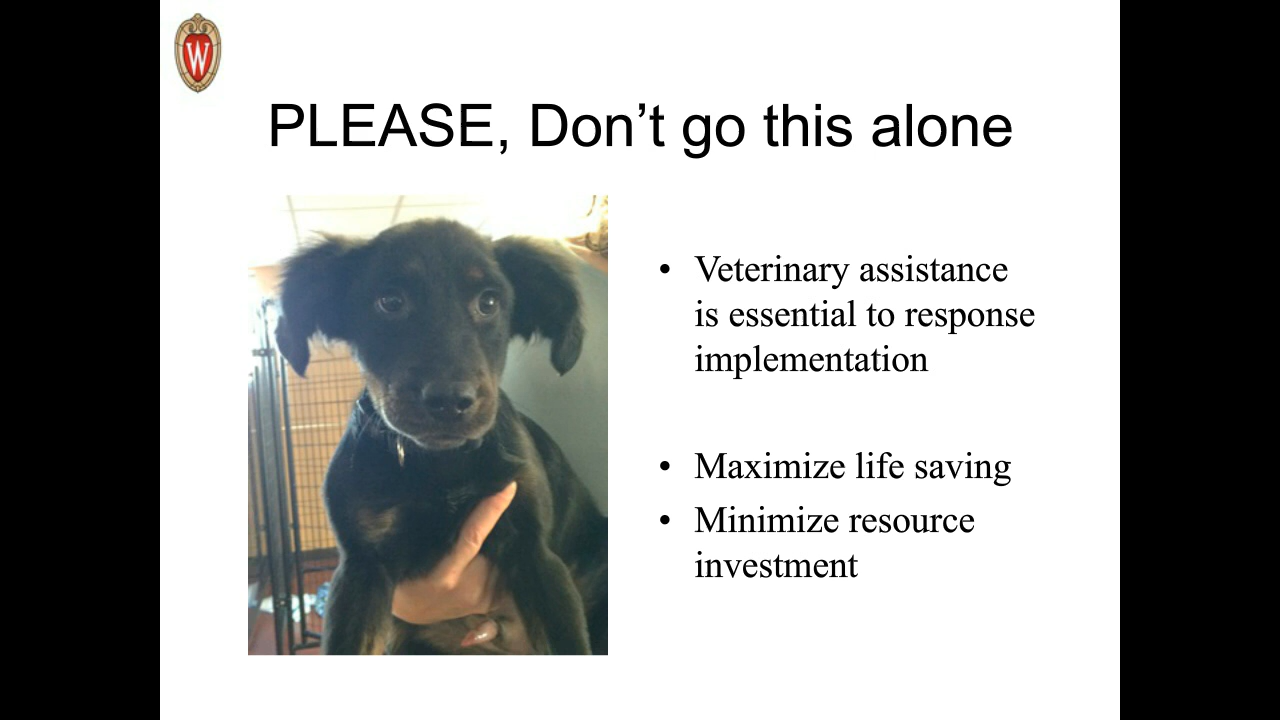 W
PLEASE, Don’t go this alone
• Veterinary assistance
is essential to response
implementation
• Maximize life saving
• Minimize resource
investment